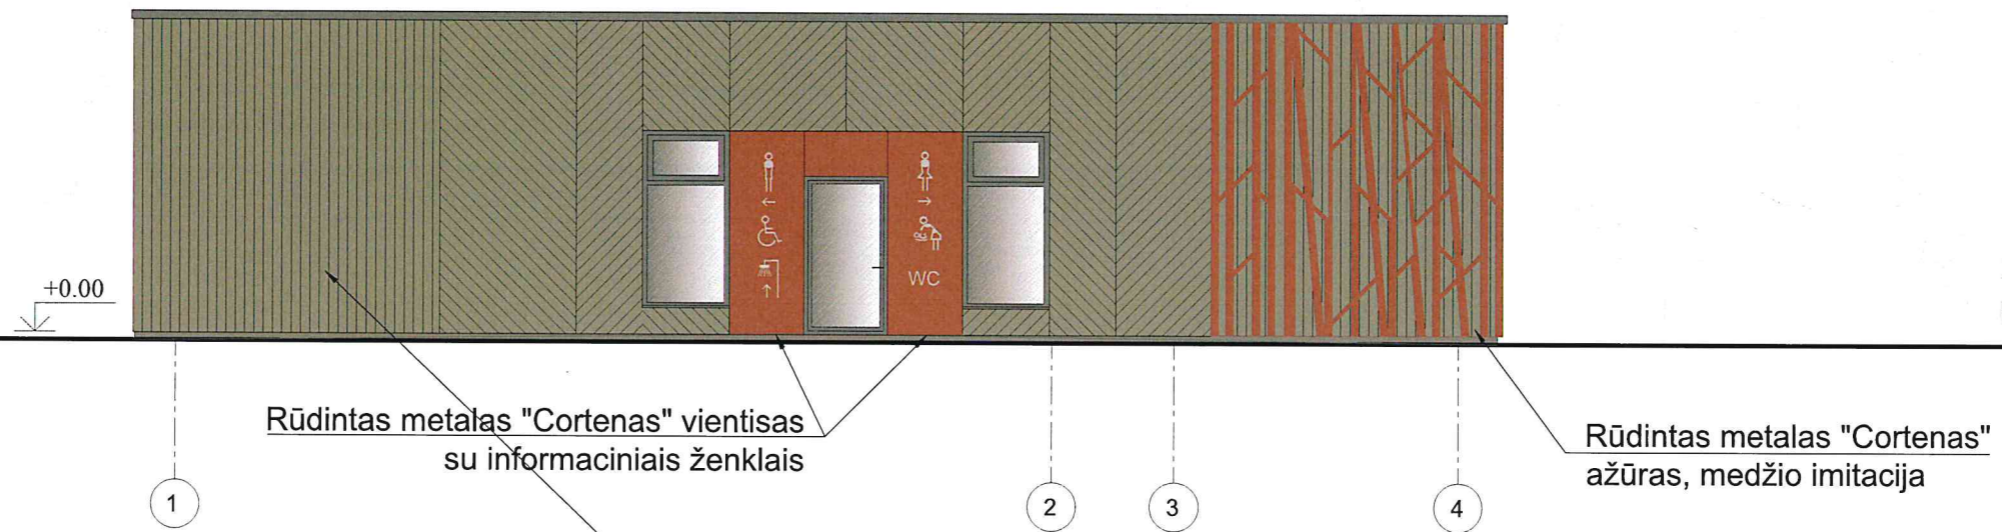 WC
+0.00
Rūdintas metalas "Cortenas" vientisas
su informaciniais ženklais
Rūdintas metalas "Cortenas"
ažūras, medžio imitacija
1
2
3
4